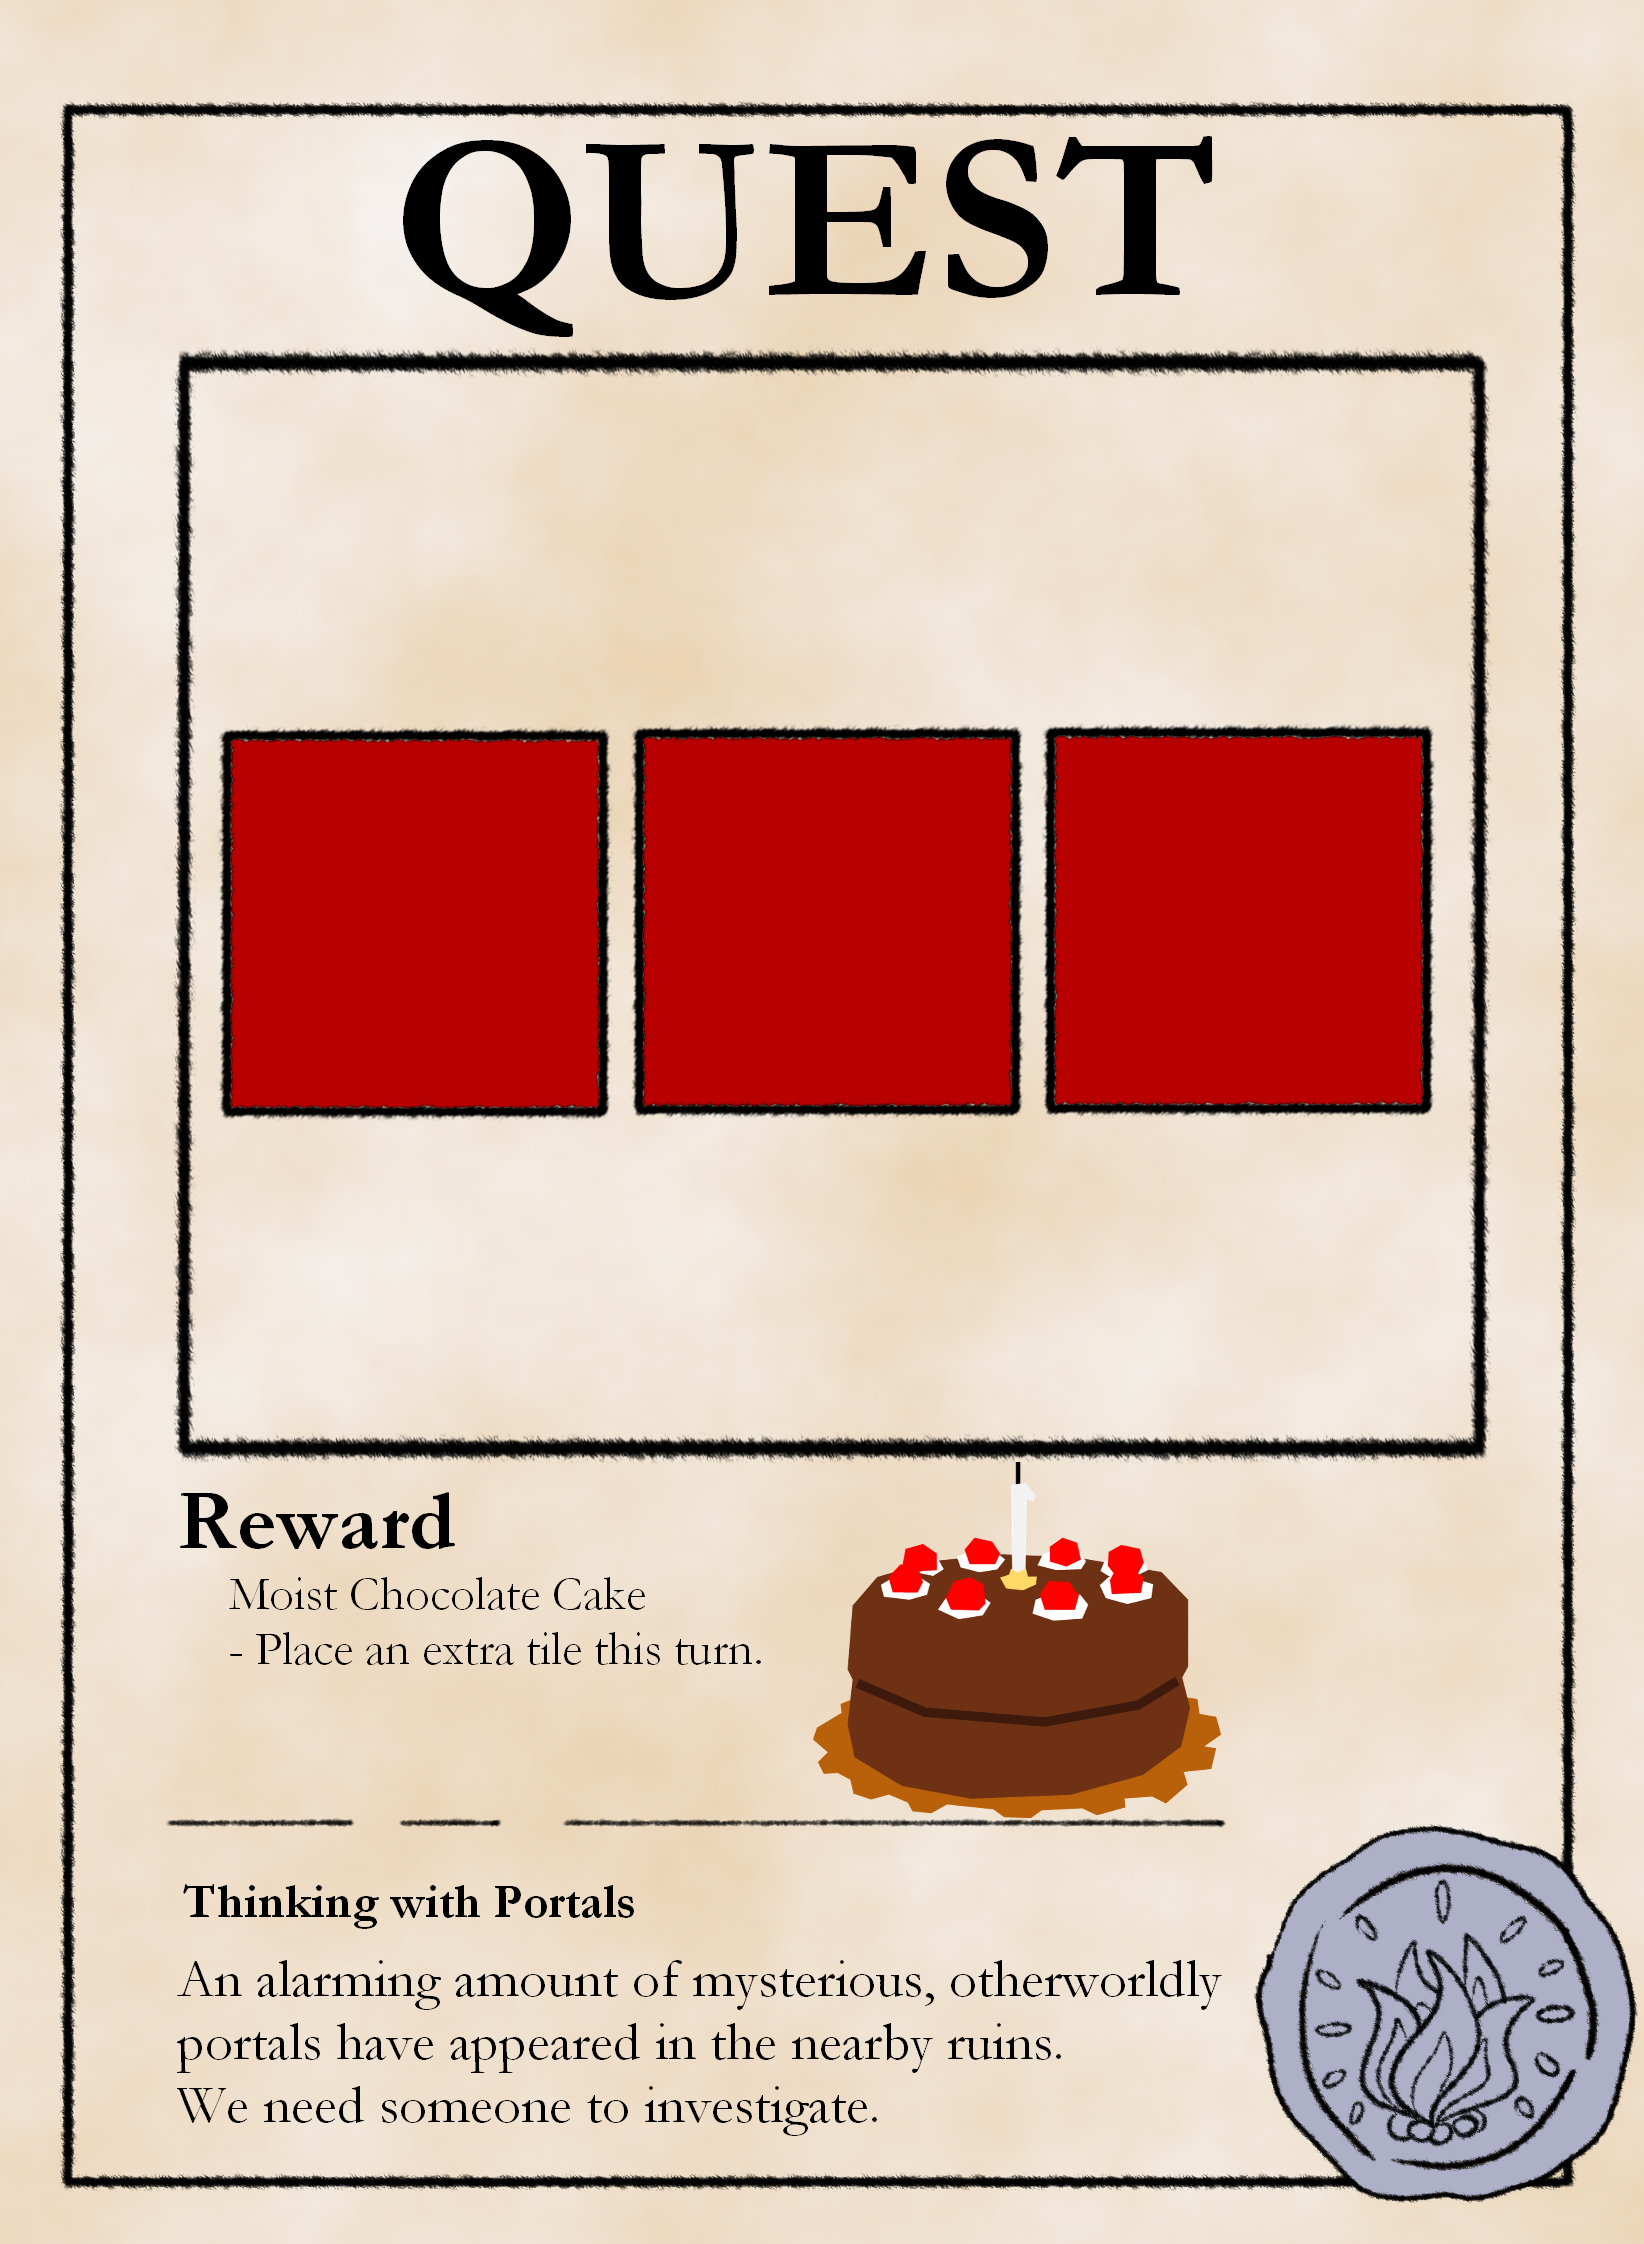 QUEST
Reward
Moist Chocolate Cake
- Place an extra tile this turn.
Thinking with Portals
An alarming amount of mysterious, otherworldly
portals have appeared in the nearby ruins.
We need someone to investigate.